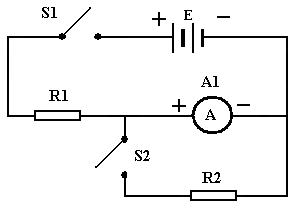 S1
+ E −
A1
R1
+ A −
S2
R2